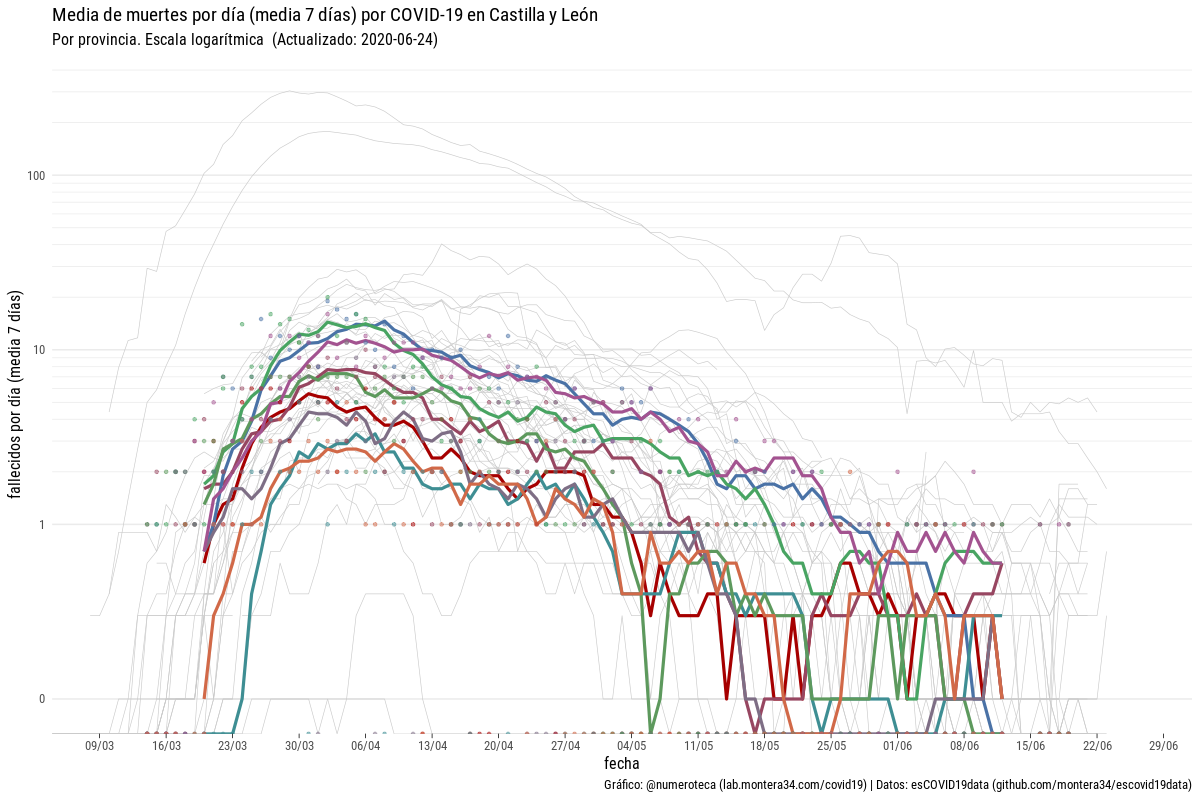 Media de muertes por día (media 7 días) por COVID-19 en Castilla y León
Por provincia. Escala logarítmica (Actualizado: 2020-06-24)
fallecidos por día (media 7 días)
100
10
1
0
09/03 16/03 23/03 30/03 06/04 13/04 20/04 27/04 04/05 11/05 18/05 25/05 01/06 08/06 15/06 22/06 29/06
fecha
Gráfico: @numeroteca (lab.montera34.com/covid19) | Datos: esCOVID19data (github.com/montera34/escovid19data)